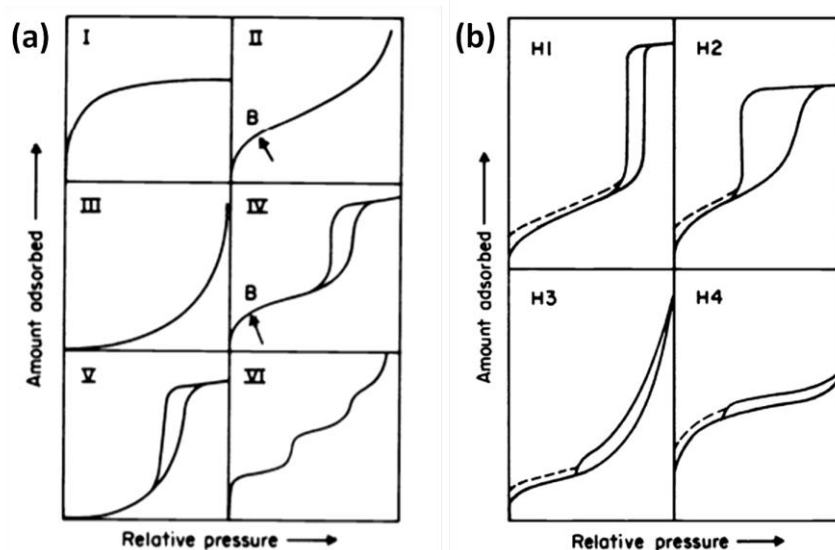 (a)
I
II
B
III
IV
B
V
VI
Amount adsorbed
Relative pressure
(b)
H1
H2
H3
H4
Amount adsorbed
Relative pressure